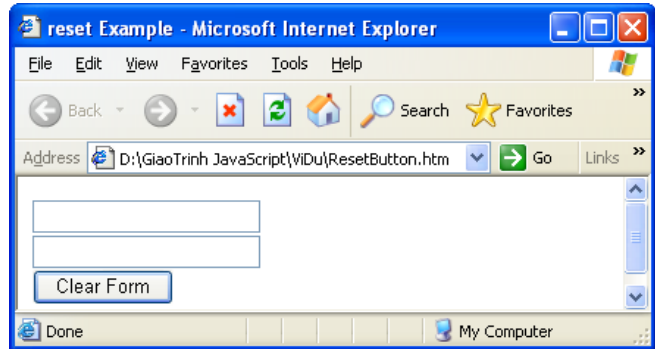 reset Example - Microsoft Internet Explorer
File Edit View Favorites Tools Help
Back Search Favorites »
Address D:\GiaoTrinh JavaScript\ViDu\ResetButton.htm Go Links »
Clear Form
Done My Computer